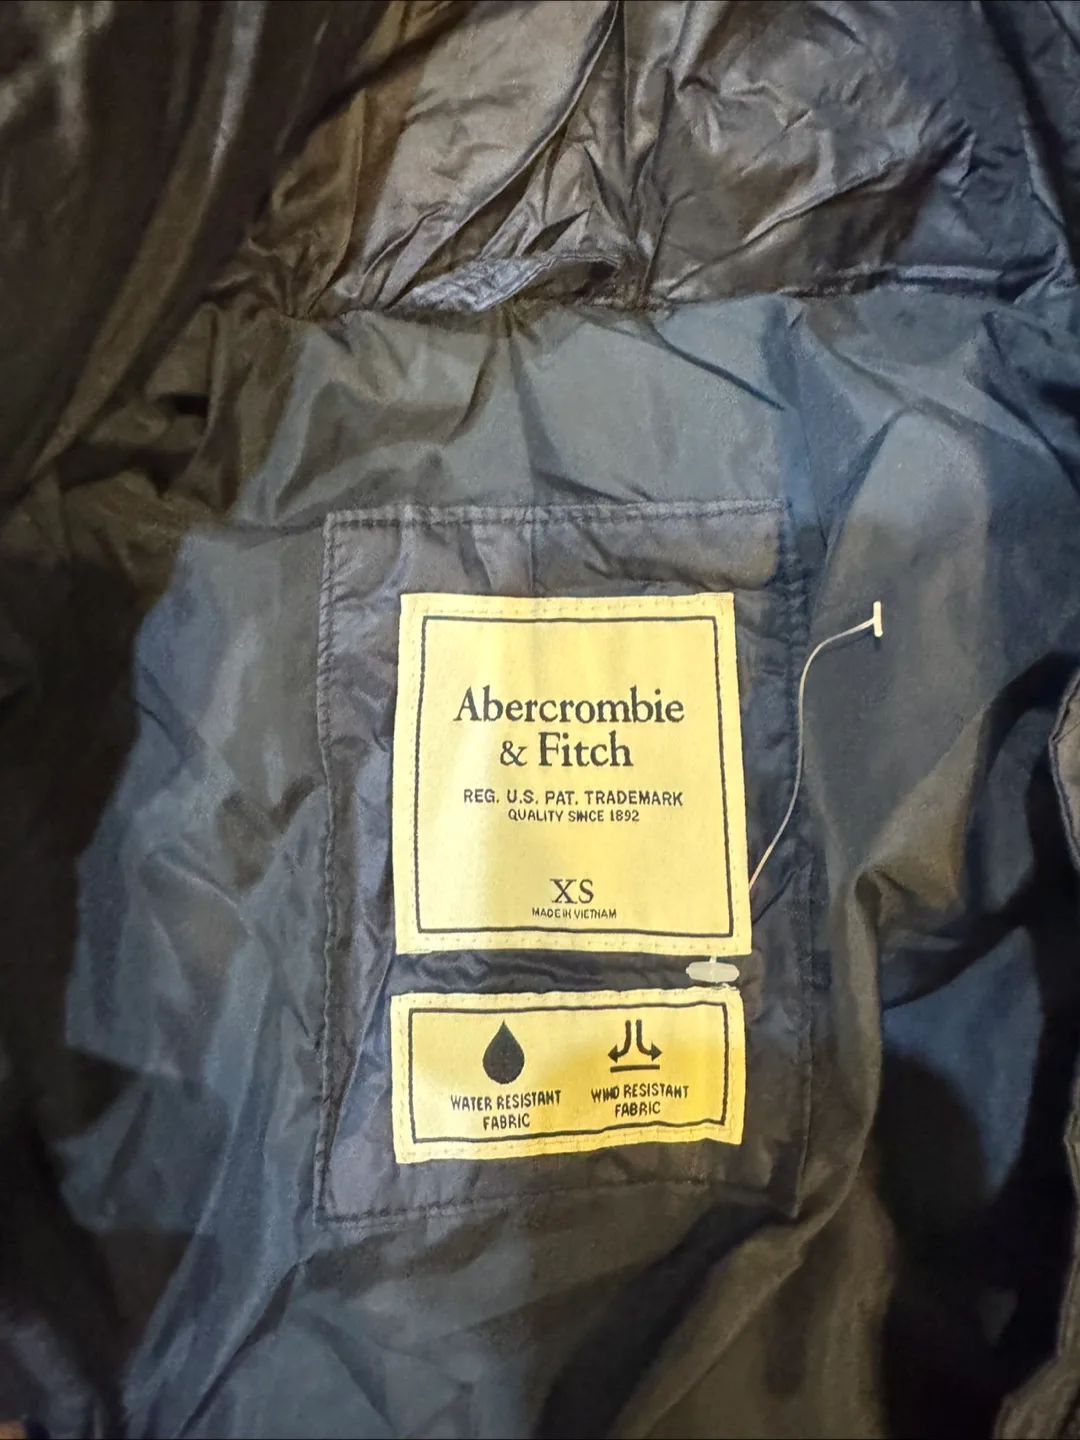 Abercrombie
& Fitch
REG. U.S. PAT. TRADEMARK
QUALITY SINCE 1892
XS
MADE IN VIETNAM
WATER RESISTANT
FABRIC
WIND RESISTANT
FABRIC